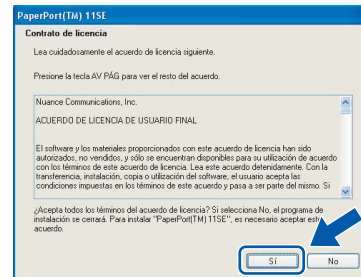 PaperPort(TM) 11SE
Contrato de licencia
Lea cuidadosamente el acuerdo de licencia siguiente.
Presione la tecla AV PÁG para ver el resto del acuerdo.
Nuance Communications, Inc.
ACUERDO DE LICENCIA DE USUARIO FINAL
El software y los materiales proporcionados con este acuerdo de licencia han sido
autorizados, no vendidos, y sólo se encuentran disponibles para su utilización de acuerdo
con los términos de este acuerdo de licencia. Lea este acuerdo detenidamente. Con la
transferencia, instalación, copia o utilización del software, el usuario acepta las
condiciones impuestas en los términos de este acuerdo y pasa a ser parte del mismo. Si
¿Acepta todos los términos del acuerdo de licencia? Si selecciona No, el programa de
instalación se cerrará. Para instalar "PaperPort(TM) 11SE", es necesario aceptar este
acuerdo.
Sí
No